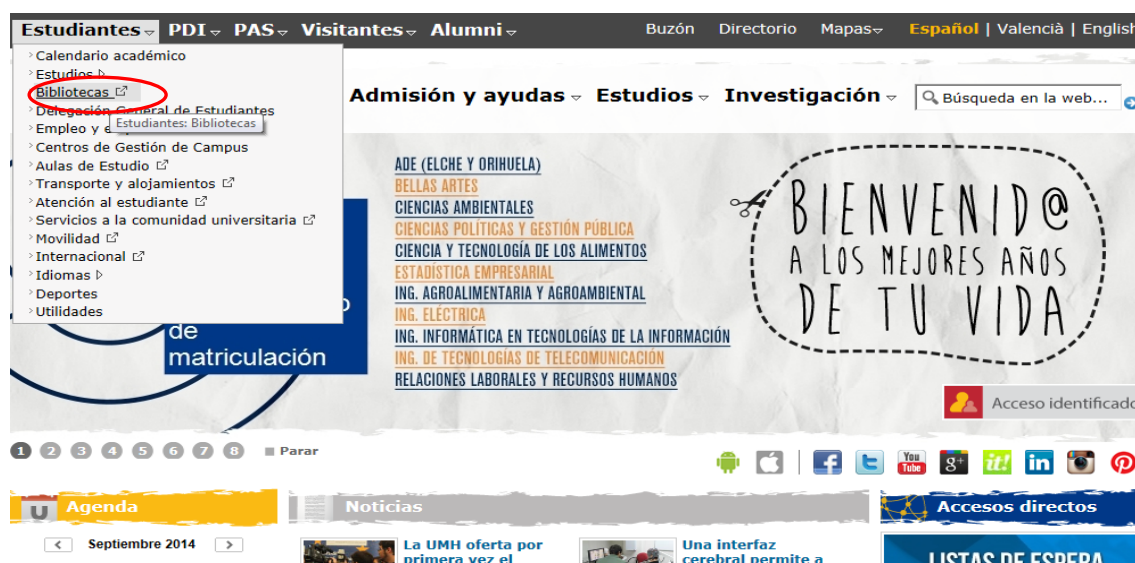 Estudiantes PDI PAS Visitantes Alumni Buzón Directorio Mapas Español | Valencià | English
Calendario académico
Estudios
Bibliotecas
Delegación General de Estudiantes
Estudiantes: Bibliotecas
Empleo y
Centros de Gestión de Campus
Aulas de Estudio
Transporte y alojamientos
Atención al estudiante
Servicios a la comunidad universitaria
Movilidad
Internacional
Idiomas
Deportes
Utilidades
Admisión y ayudas Estudios Investigación Búsqueda en la web...
de
matriculación
ADE (ELCHE Y ORIHUELA)
BELLAS ARTES
CIENCIAS AMBIENTALES
CIENCIAS POLÍTICAS Y GESTIÓN PÚBLICA
CIENCIA Y TECNOLOGÍA DE LOS ALIMENTOS
ESTADÍSTICA EMPRESARIAL
ING. AGROALIMENTARIA Y AGROAMBIENTAL
ING. ELÉCTRICA
ING. INFORMÁTICA EN TECNOLOGÍAS DE LA INFORMACIÓN
ING. DE TECNOLOGÍAS DE TELECOMUNICACIÓN
RELACIONES LABORALES Y RECURSOS HUMANOS
BIENVENID@
A LOS MEJORES AÑOS
DE TU VIDA
Acceso identificado
1 2 3 4 5 6 7 8 Parar
You Tube g+ it! in
Agenda
Septiembre 2014
Noticias
La UMH oferta por
primera vez el
Una interfaz
cerebral permite a
Accesos directos
LISTAS DE ESPERA